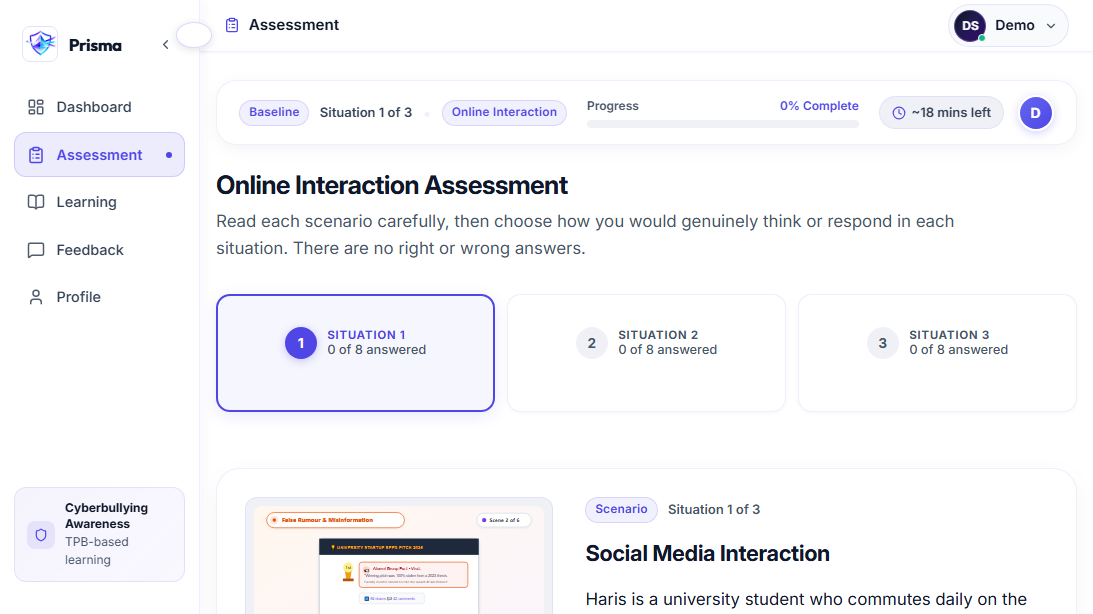 Prisma
Dashboard
Assessment
Learning
Feedback
Profile
Cyberbullying
Awareness
TPB-based
learning
Assessment
DS
Demo
Baseline
Situation 1 of 3
Online Interaction
Progress
0% Complete
~18 mins left
D
Online Interaction Assessment
Read each scenario carefully, then choose how you would genuinely think or respond in each
situation. There are no right or wrong answers.
1
SITUATION 1
0 of 8 answered
2
SITUATION 2
0 of 8 answered
3
SITUATION 3
0 of 8 answered
False Rumour & Misinformation
Scene 2 of 6
UNIVERSITY STARTUP EXPO PITCH 2024
Scenario
Situation 1 of 3
Social Media Interaction
Haris is a university student who commutes daily on the